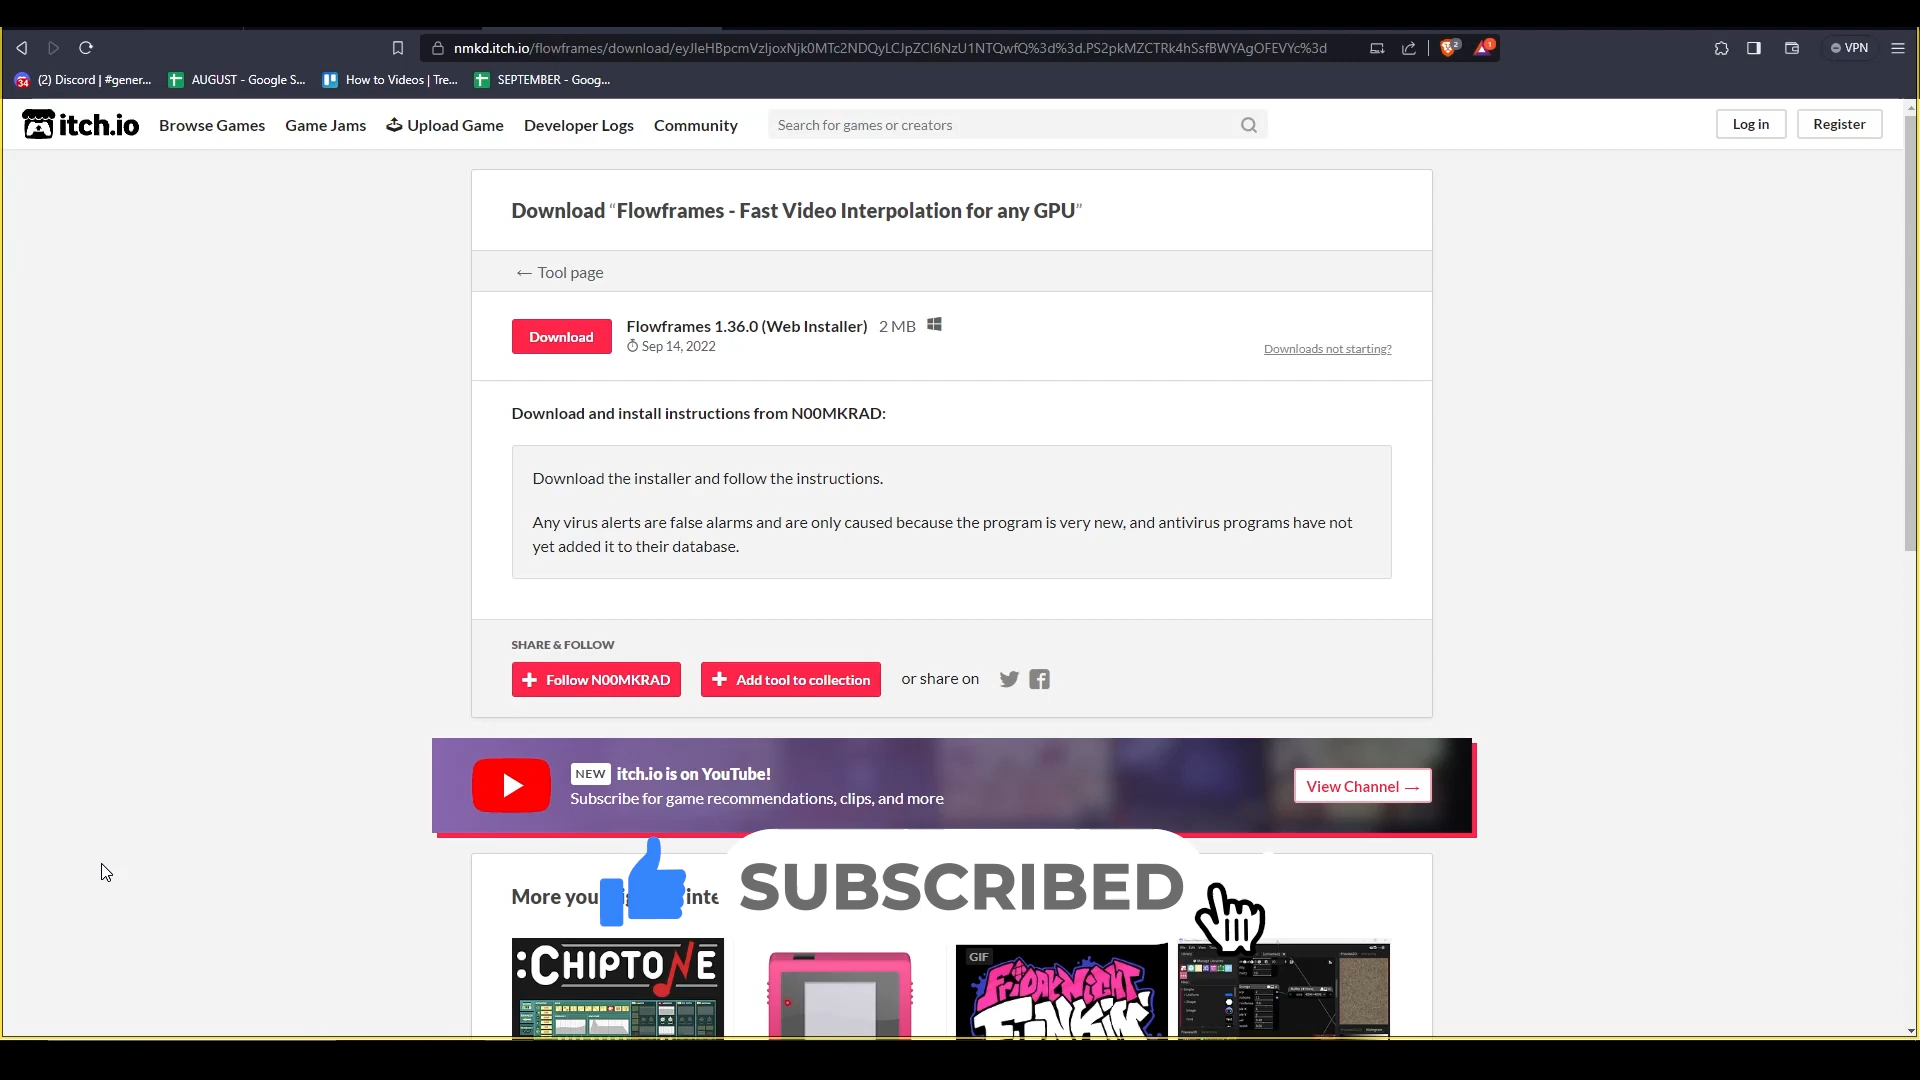 nmkd.itch.io/flowframes/download/eyJleHBpcmVzIjoxNjk0MTc2NDQyLCJpZCI6NzU1NTQwfQ%3d%3d.PS2pkMZCTRk4hSsfBWYAgOFEVYc%3d
2
1
VPN
34
(2) Discord | #gener...
AUGUST - Google S...
How to Videos | Tre...
SEPTEMBER - Goog...
itch.io
Browse Games
Game Jams
Upload Game
Developer Logs
Community
Search for games or creators
Log in
Register
Download “Flowframes - Fast Video Interpolation for any GPU”
← Tool page
Download
Flowframes 1.36.0 (Web Installer) 2 MB
Sep 14, 2022
Downloads not starting?
Download and install instructions from N00MKRAD:
Download the installer and follow the instructions.
Any virus alerts are false alarms and are only caused because the program is very new, and antivirus programs have not
yet added it to their database.
SHARE & FOLLOW
Follow N00MKRAD
Add tool to collection
or share on
NEW itch.io is on YouTube!
Subscribe for game recommendations, clips, and more
View Channel →
More you
SUBSCRIBED
:CHIPTONE
GIF
FRIDAY NIGHT
FUNKIN